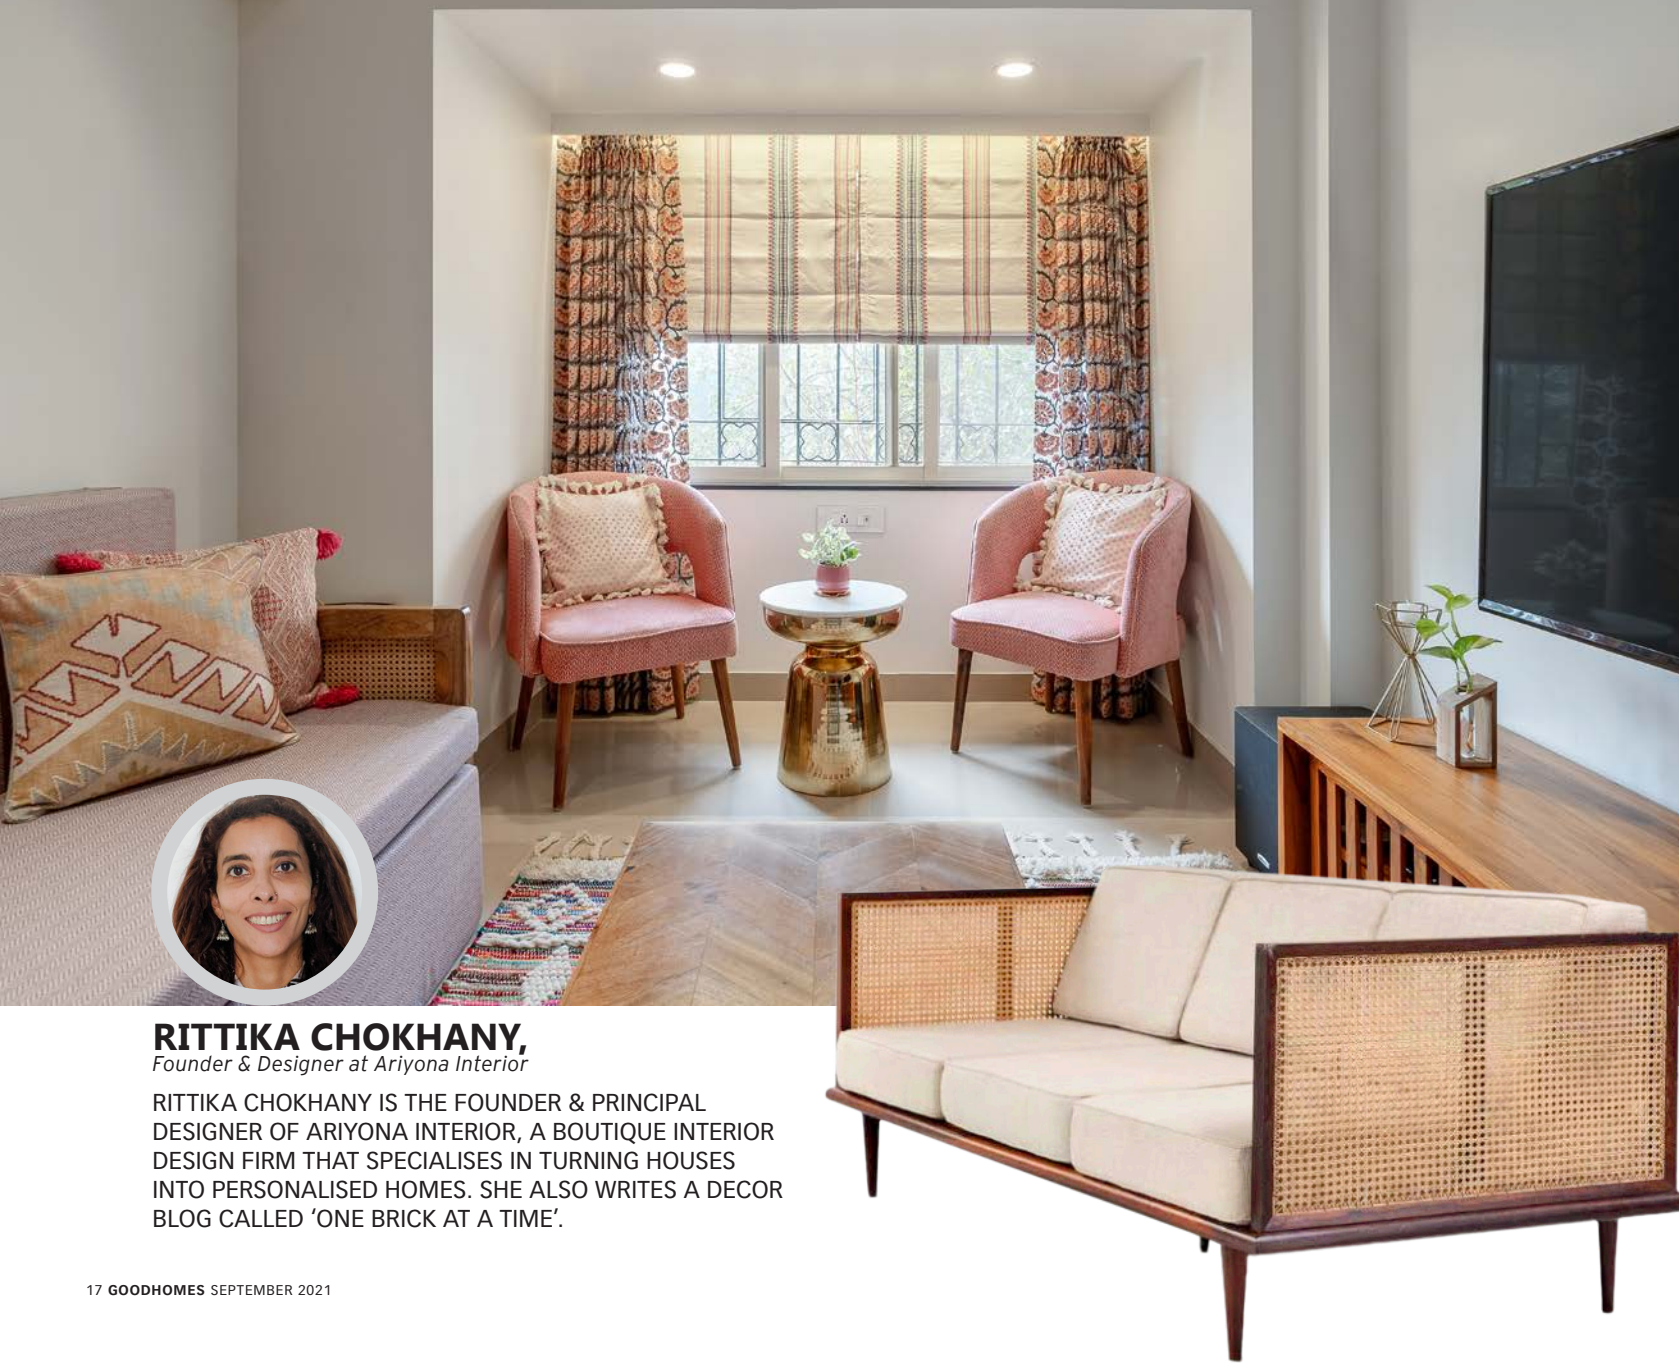 RITTIKA CHOKHANY,
Founder & Designer at Ariyona Interior
RITTIKA CHOKHANY IS THE FOUNDER & PRINCIPAL
DESIGNER OF ARIYONA INTERIOR, A BOUTIQUE INTERIOR
DESIGN FIRM THAT SPECIALISES IN TURNING HOUSES
INTO PERSONALISED HOMES. SHE ALSO WRITES A DECOR
BLOG CALLED ‘ONE BRICK AT A TIME’.
17 GOODHOMES SEPTEMBER 2021